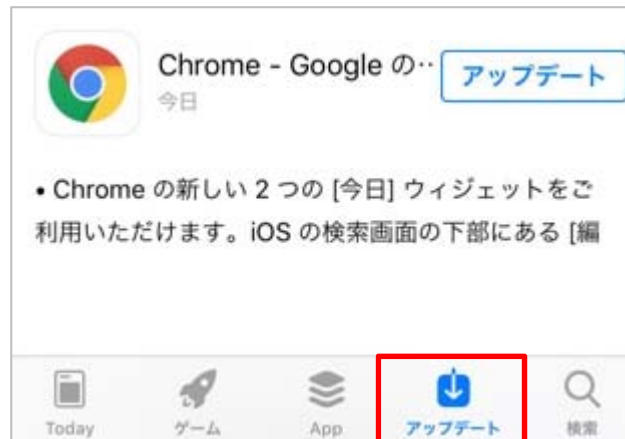 Chrome - Google の··
アップデート
今日
• Chrome の新しい 2 つの [今日] ウィジェットをご
利用いただけます。iOS の検索画面の下部にある [編
Today
ゲーム
App
アップデート
検索